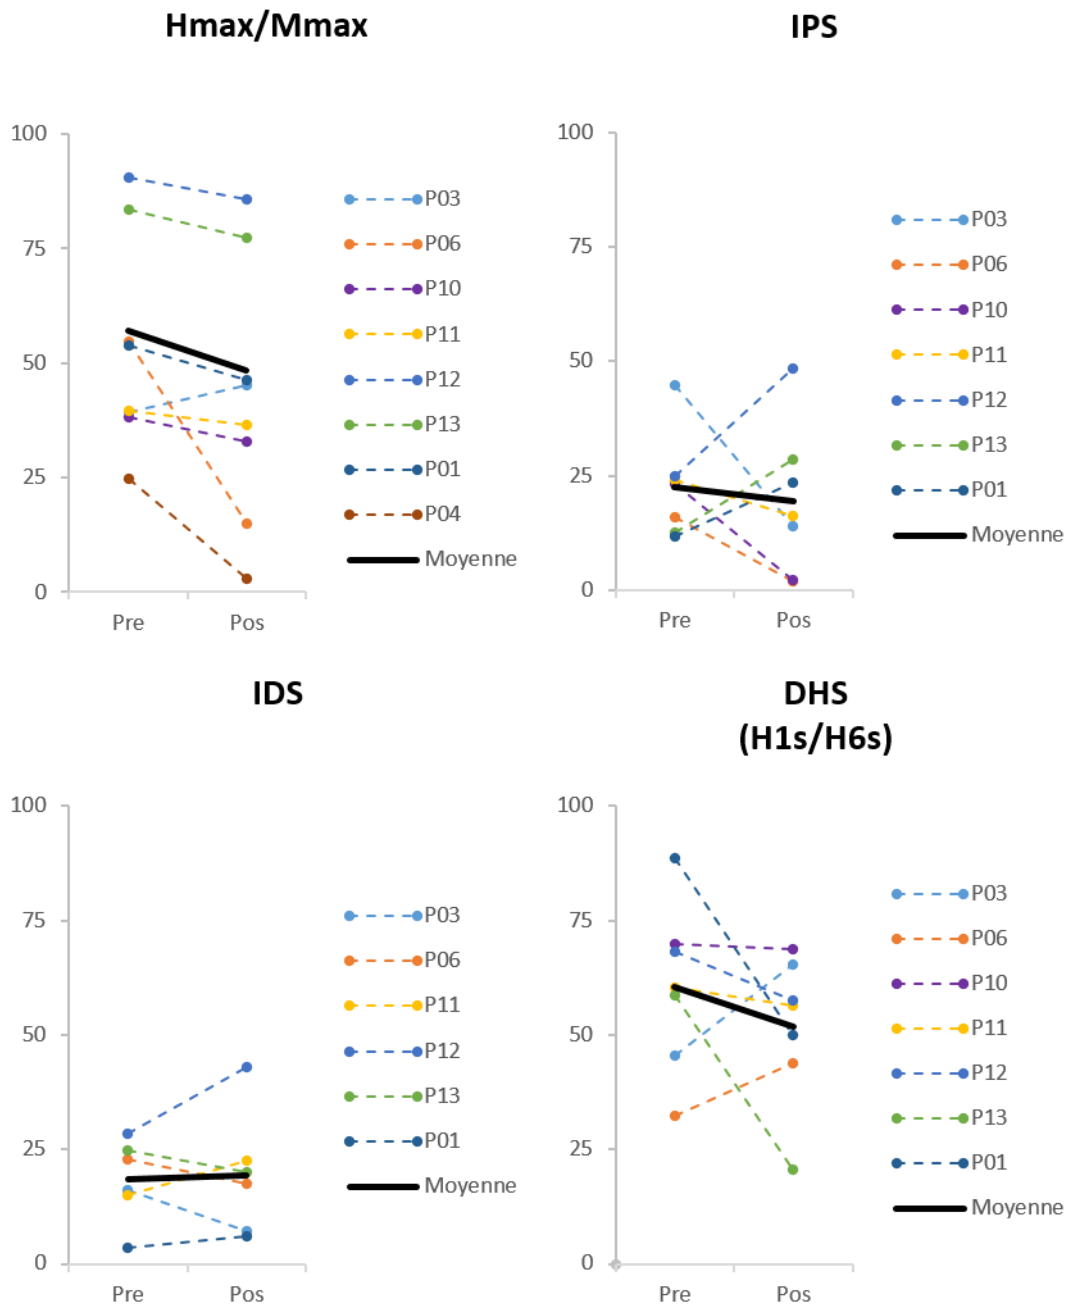 Hmax/Mmax
100
75
50
25
0
Pre
Pos
P03
P06
P10
P11
P12
P13
P01
P04
Moyenne
IPS
100
75
50
25
0
Pre
Pos
P03
P06
P10
P11
P12
P13
P01
Moyenne
IDS
100
75
50
25
0
Pre
Pos
P03
P06
P11
P12
P13
P01
Moyenne
DHS
(H1s/H6s)
100
75
50
25
0
Pre
Pos
P03
P06
P10
P11
P12
P13
P01
Moyenne